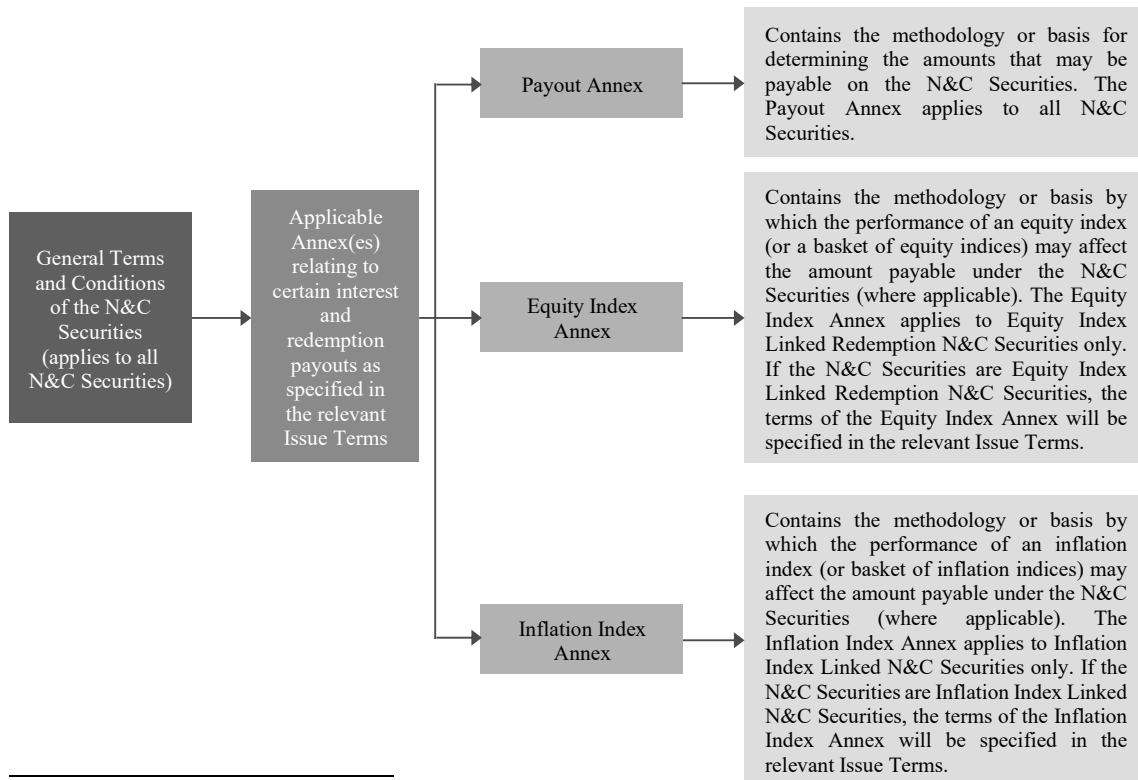 General Terms
and Conditions
of the N&C
Securities
(applies to all
N&C Securities)
Applicable
Annex(es)
relating to
certain interest
and
redemption
payouts as
specified in
the relevant
Issue Terms
Payout Annex
Contains the methodology or basis for
determining the amounts that may be
payable on the N&C Securities. The
Payout Annex applies to all N&C
Securities.
Equity Index
Annex
Contains the methodology or basis by
which the performance of an equity index
(or a basket of equity indices) may affect
the amount payable under the N&C
Securities (where applicable). The Equity
Index Annex applies to Equity Index
Linked Redemption N&C Securities only.
If the N&C Securities are Equity Index
Linked Redemption N&C Securities, the
terms of the Equity Index Annex will be
specified in the relevant Issue Terms.
Inflation Index
Annex
Contains the methodology or basis by
which the performance of an inflation
index (or basket of inflation indices) may
affect the amount payable under the N&C
Securities (where applicable). The
Inflation Index Annex applies to Inflation
Index Linked N&C Securities only. If the
N&C Securities are Inflation Index Linked
N&C Securities, the terms of the Inflation
Index Annex will be specified in the
relevant Issue Terms.